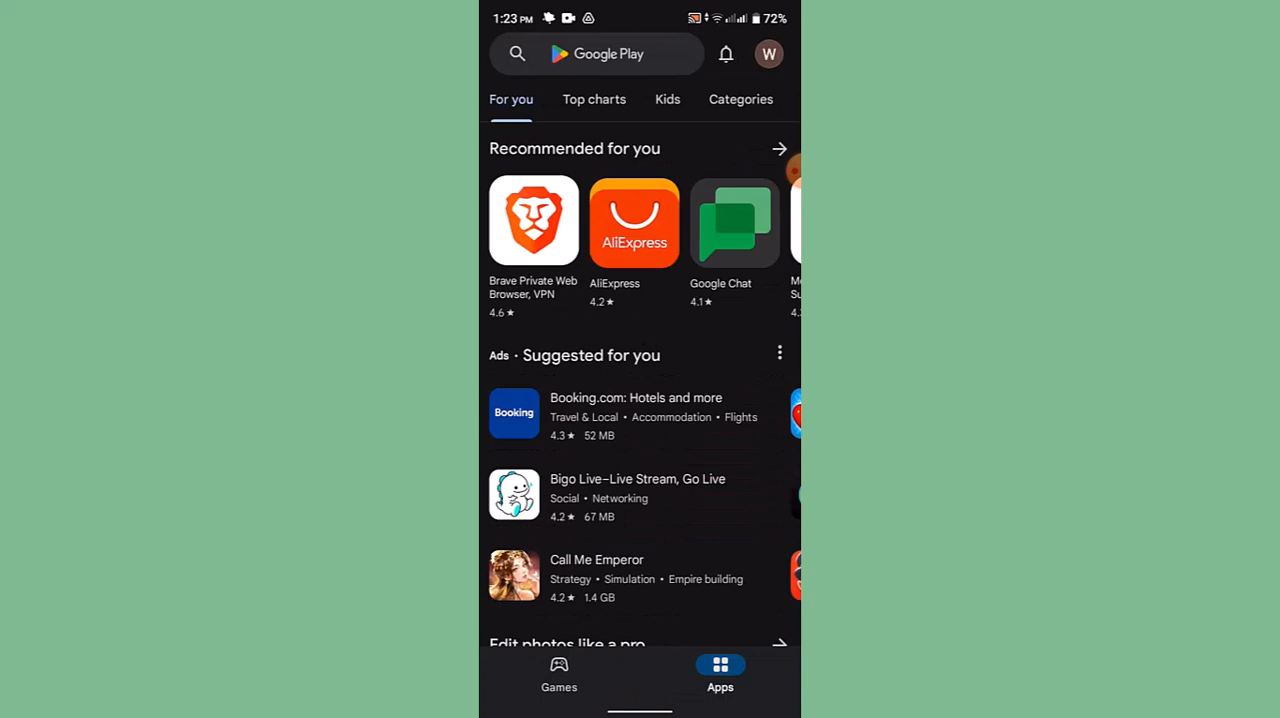 1:23 PM 72%
Google Play W
For you Top charts Kids Categories
Recommended for you
AliExpress
Brave Private Web Browser, VPN
4.6 ★
AliExpress
4.2 ★
Google Chat
4.1 ★
Ads • Suggested for you
Booking
Booking.com: Hotels and more
Travel & Local • Accommodation • Flights
4.3 ★ 52 MB
Bigo Live–Live Stream, Go Live
Social • Networking
4.2 ★ 67 MB
Call Me Emperor
Strategy • Simulation • Empire building
4.2 ★ 1.4 GB
Edit photos like a pro
Games Apps